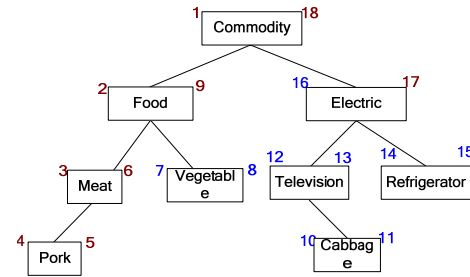 1 18
Commodity
2 9 16 17
Food Electric
3 6 7 8 12 13 14 15
Meat Vegetabl
e Television Refrigerator
4 5 10 11
Pork Cabbag
e